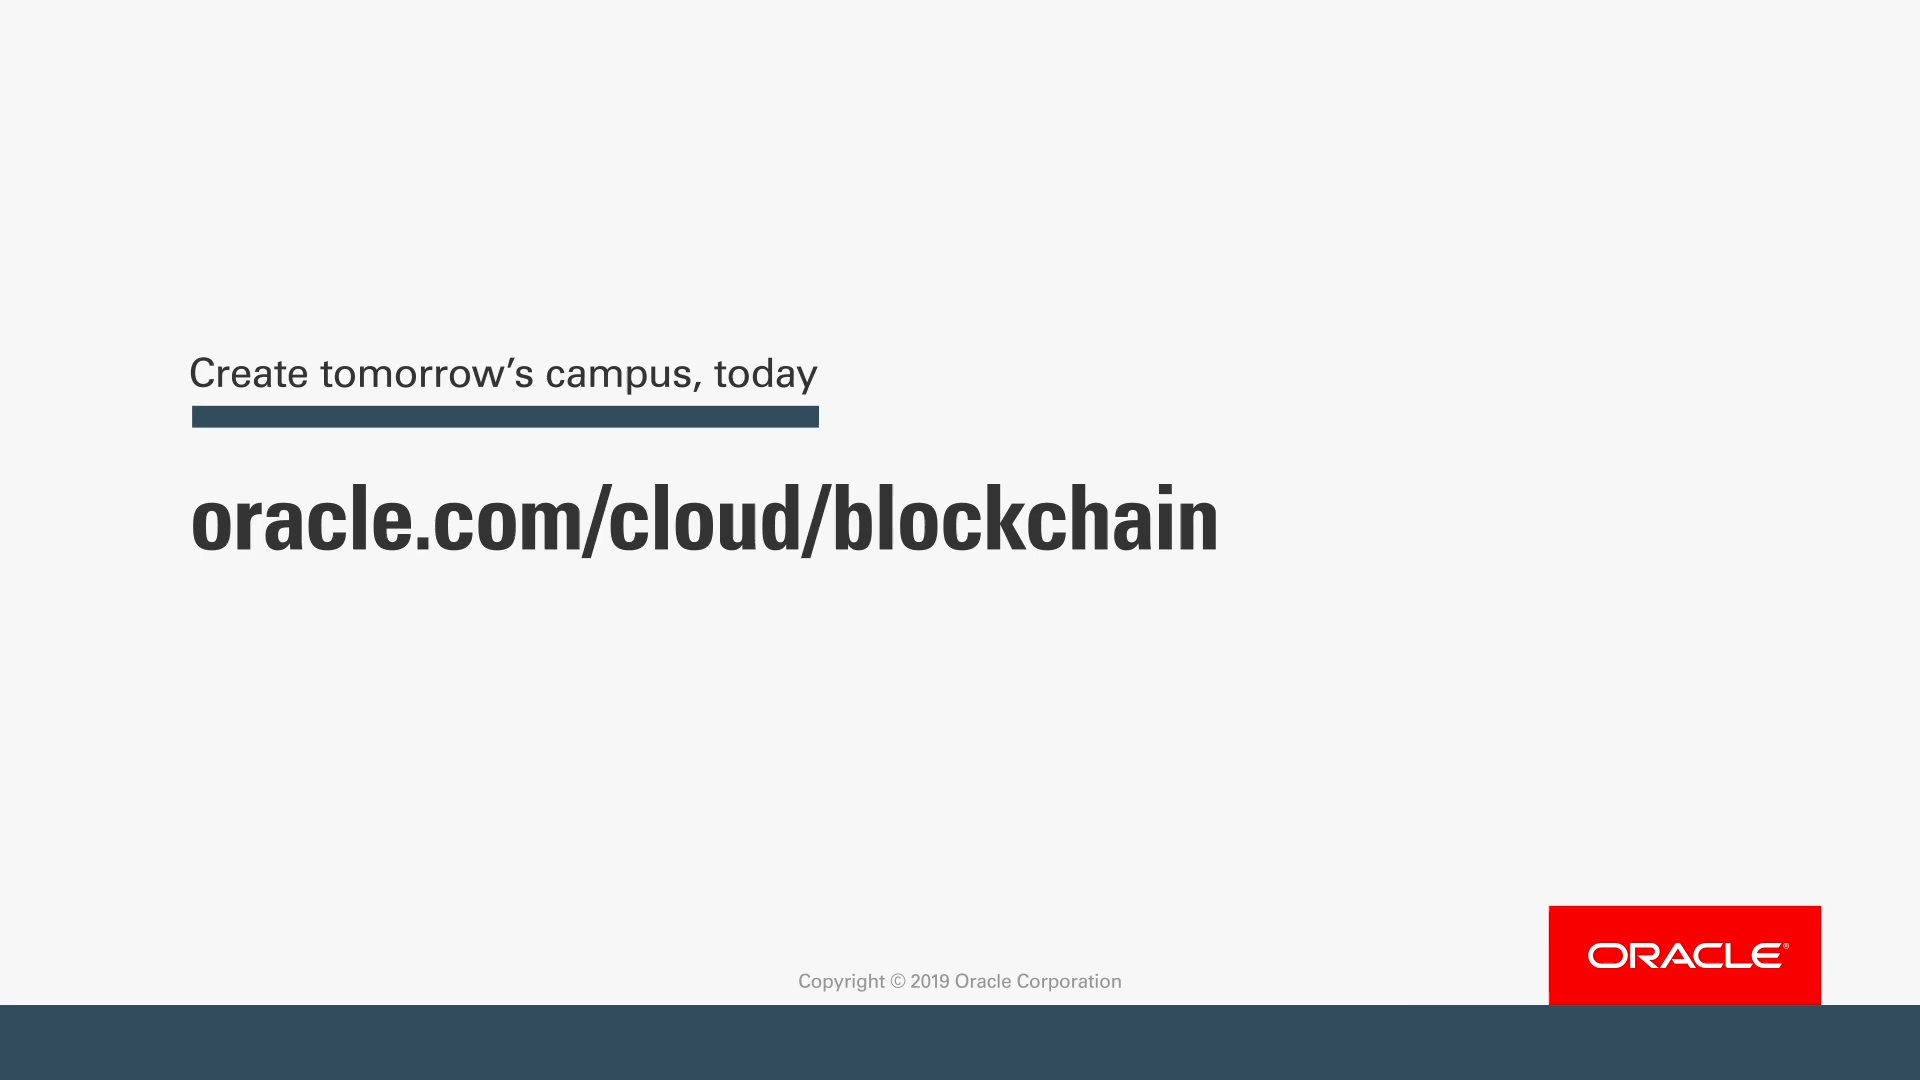 Create tomorrow’s campus, today
oracle.com/cloud/blockchain
ORACLE®
Copyright © 2019 Oracle Corporation